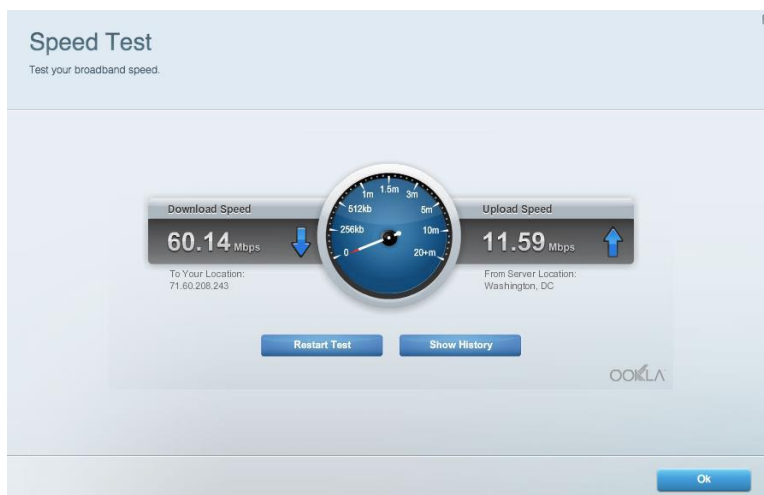 Speed Test
Test your broadband speed.
Download Speed
60.14 Mbps
To Your Location:
71.60.208.243
0
256kb
512kb
1m
1.5m
3m
5m
10m
20+m
Upload Speed
11.59 Mbps
From Server Location:
Washington, DC
Restart Test
Show History
OOKLA
Ok